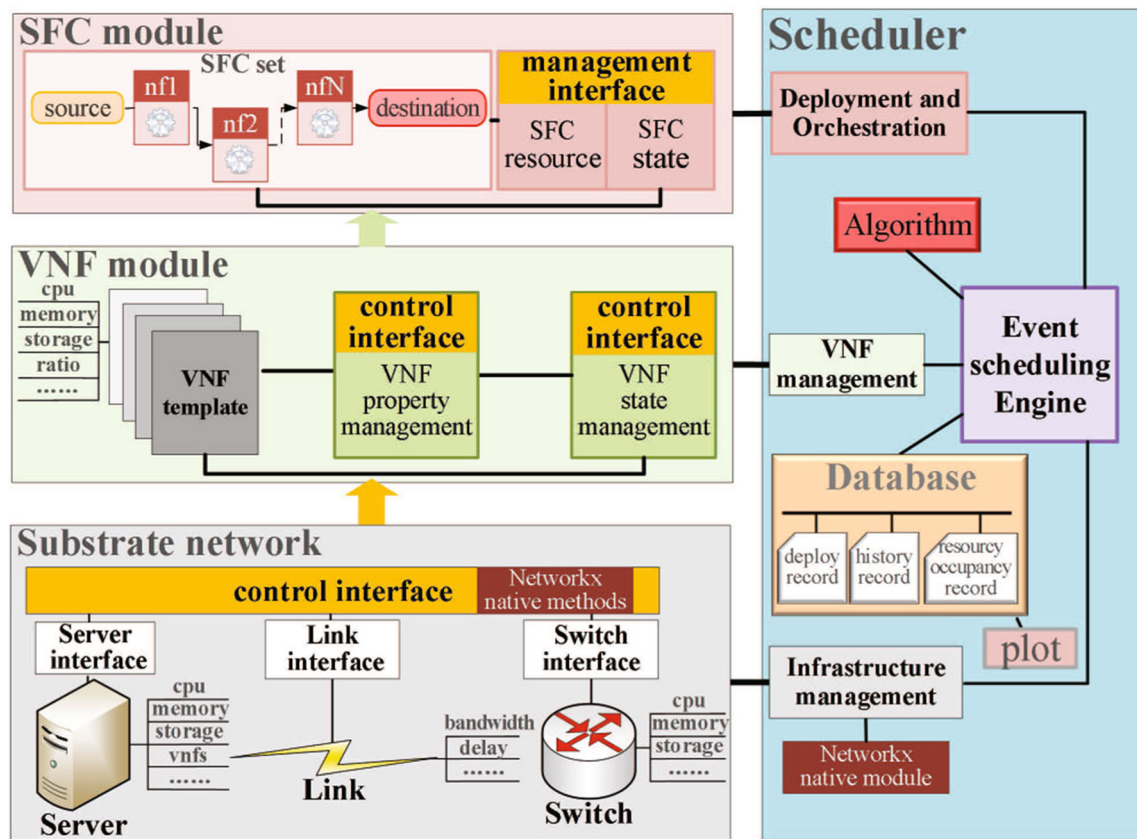 SFC module
SFC set
source
nf1
nf2
nfN
destination
management
interface
SFC
resource
SFC
state
VNF module
cpu
memory
storage
ratio
......
VNF
template
control
interface
VNF
property
management
control
interface
VNF
state
management
Substrate network
control interface
Networkx
native methods
Server
interface
Link
interface
Switch
interface
cpu
memory
storage
vnfs
......
Server
Link
bandwidth
delay
......
Switch
cpu
memory
storage
......
Scheduler
Deployment and
Orchestration
Algorithm
Event
scheduling
Engine
VNF
management
Database
deploy
record
history
record
resourcy
occupancy
record
plot
Infrastructure
management
Networkx
native module